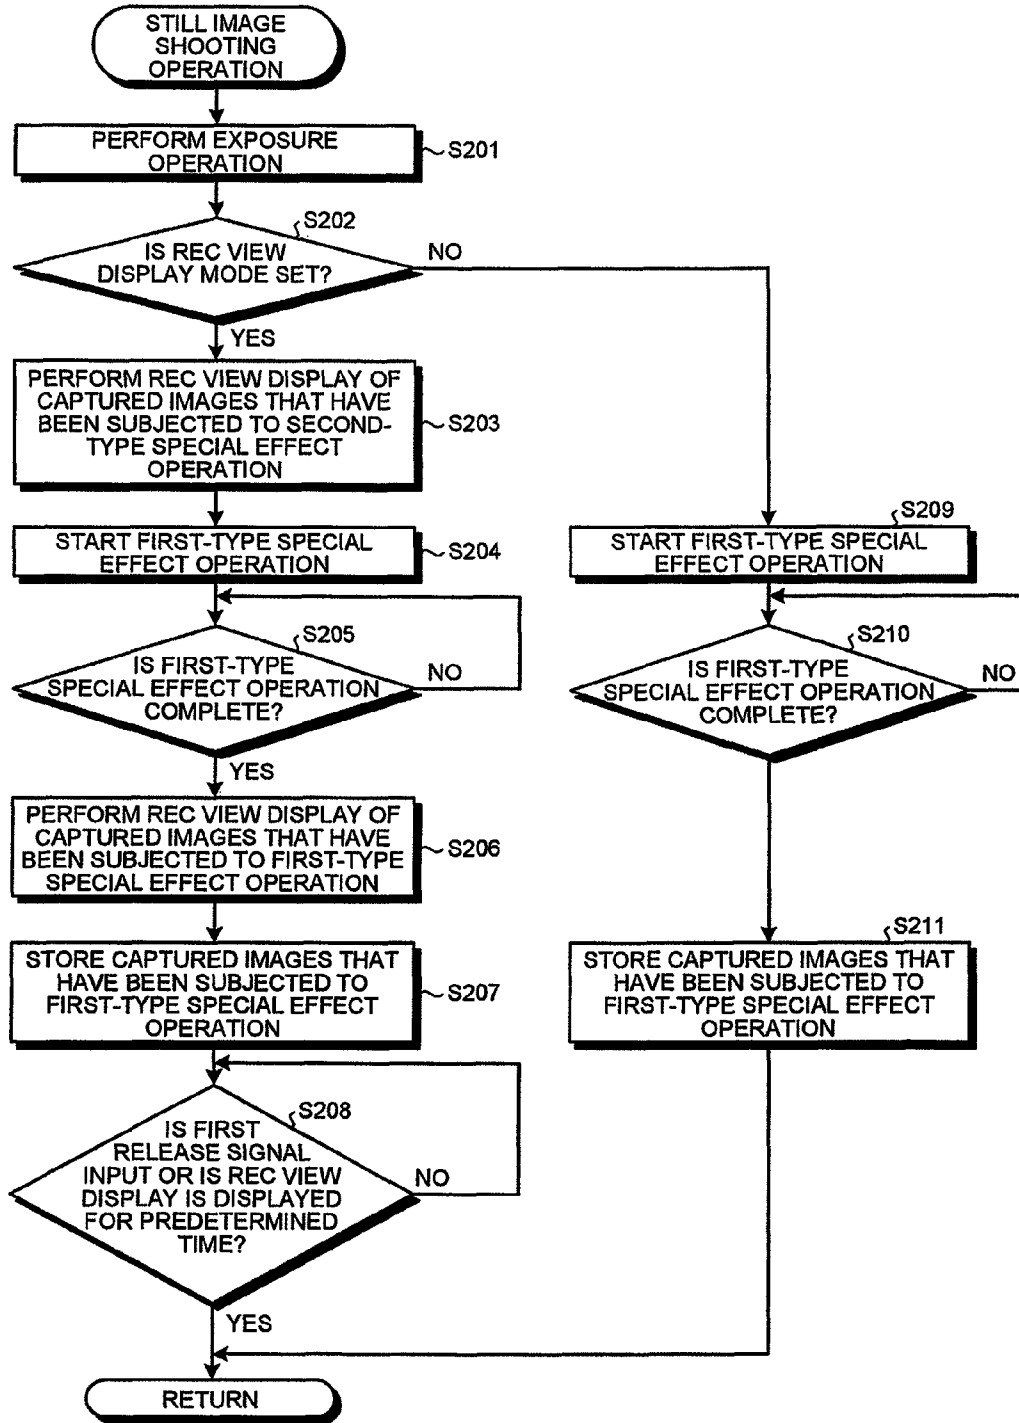 STILL IMAGE
SHOOTING
OPERATION
PERFORM EXPOSURE
OPERATION
S201
S202
IS REC VIEW
DISPLAY MODE SET?
NO
YES
PERFORM REC VIEW DISPLAY OF
CAPTURED IMAGES THAT HAVE
BEEN SUBJECTED TO SECOND-
TYPE SPECIAL EFFECT
OPERATION
S203
START FIRST-TYPE SPECIAL
EFFECT OPERATION
S204
S205
IS FIRST-TYPE
SPECIAL EFFECT OPERATION
COMPLETE?
NO
YES
PERFORM REC VIEW DISPLAY OF
CAPTURED IMAGES THAT HAVE
BEEN SUBJECTED TO FIRST-TYPE
SPECIAL EFFECT OPERATION
S206
STORE CAPTURED IMAGES THAT
HAVE BEEN SUBJECTED TO
FIRST-TYPE SPECIAL EFFECT
OPERATION
S207
S208
IS FIRST
RELEASE SIGNAL
INPUT OR IS REC VIEW
DISPLAY IS DISPLAYED
FOR PREDETERMINED
TIME?
NO
YES
S209
START FIRST-TYPE SPECIAL
EFFECT OPERATION
S210
IS FIRST-TYPE
SPECIAL EFFECT OPERATION
COMPLETE?
NO
S211
STORE CAPTURED IMAGES THAT
HAVE BEEN SUBJECTED TO
FIRST-TYPE SPECIAL EFFECT
OPERATION
RETURN